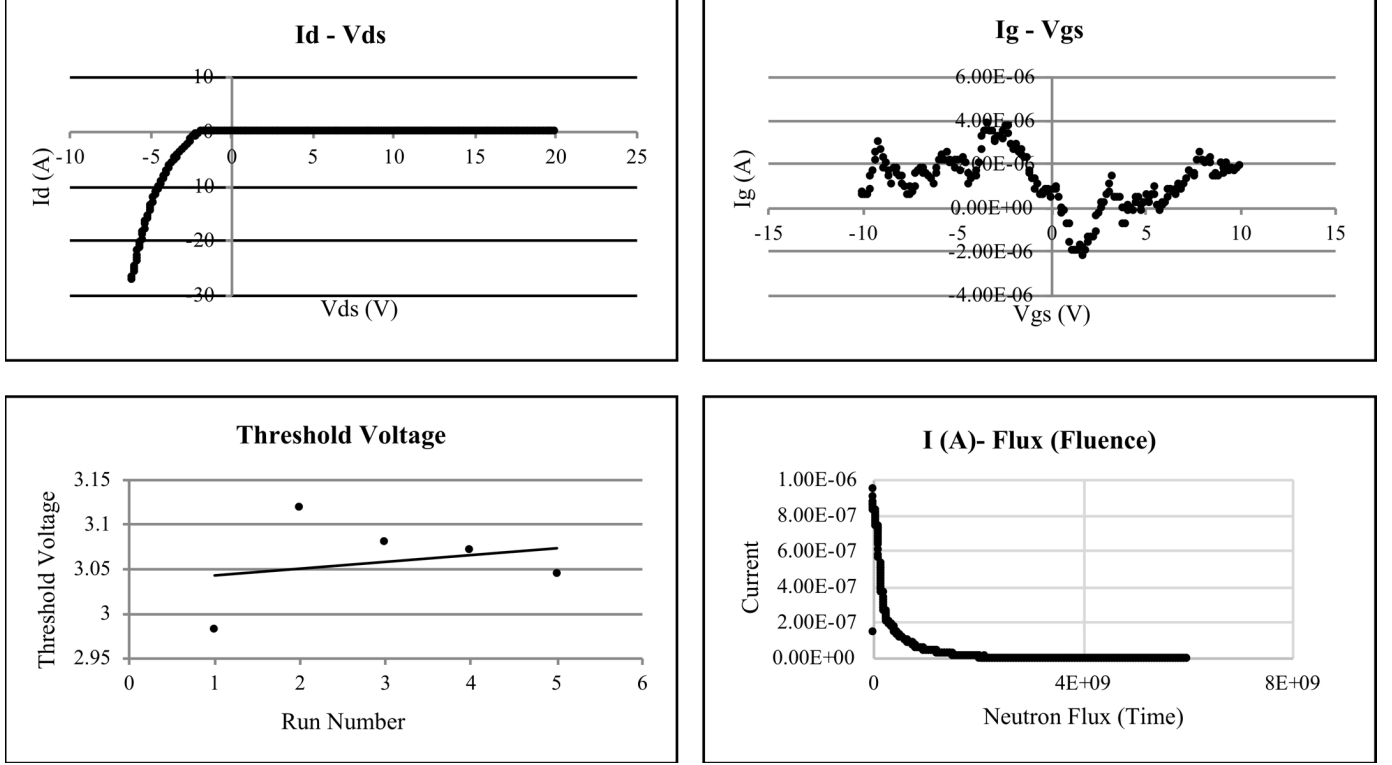 Id - Vds
10
0
-10 -5 0 5 10 15 20 25
-10
-20
-30
Id (A)
Vds (V)
Ig - Vgs
6.00E-06
4.00E-06
2.00E-06
0.00E+00
-15 -10 -5 0 5 10 15
-2.00E-06
-4.00E-06
Ig (A)
Vgs (V)
Threshold Voltage
3.15
3.1
3.05
3
2.95
0 1 2 3 4 5 6
Threshold Voltage
Run Number
I (A)- Flux (Fluence)
1.00E-06
8.00E-07
6.00E-07
4.00E-07
2.00E-07
0.00E+00
0 4E+09 8E+09
Current
Neutron Flux (Time)